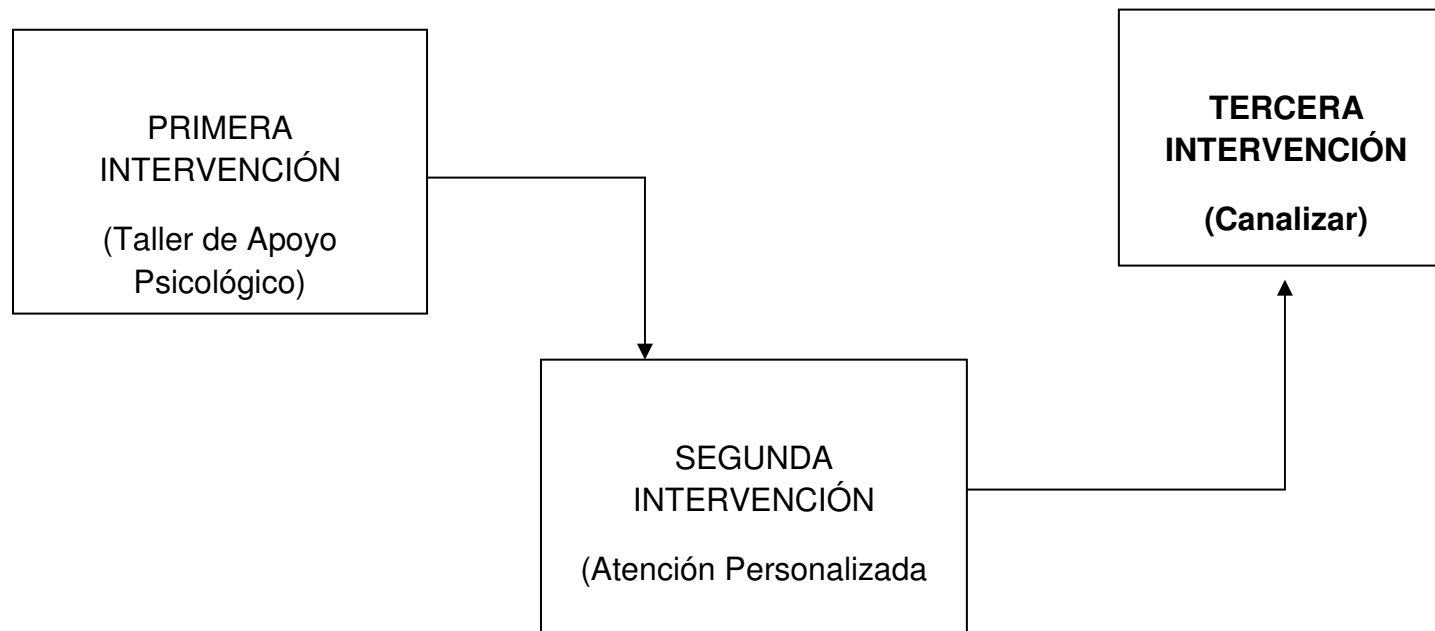 PRIMERA
INTERVENCIÓN
(Taller de Apoyo
Psicológico)
SEGUNDA
INTERVENCIÓN
(Atención Personalizada
TERCERA
INTERVENCIÓN
(Canalizar)